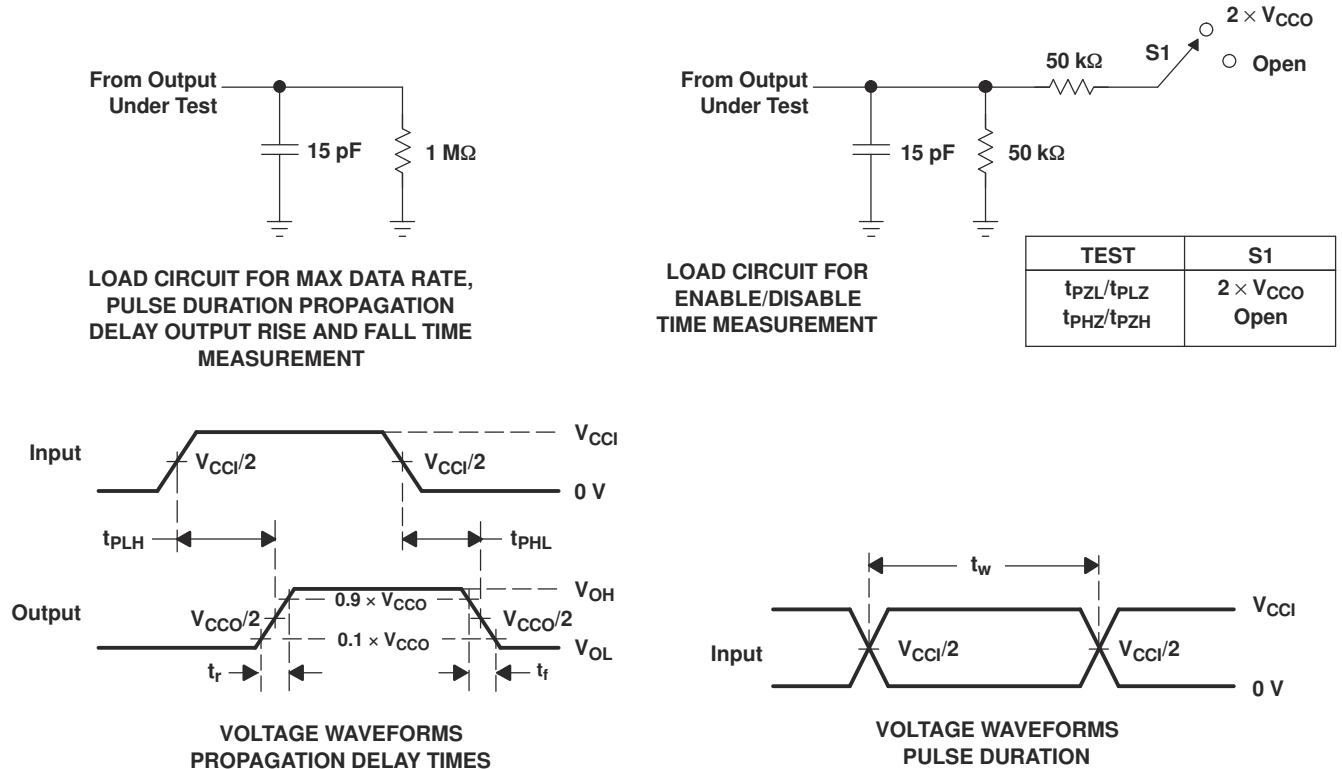 From Output
Under Test
15 pF
1 MΩ
LOAD CIRCUIT FOR MAX DATA RATE,
PULSE DURATION PROPAGATION
DELAY OUTPUT RISE AND FALL TIME
MEASUREMENT
From Output
Under Test
15 pF
50 kΩ
50 kΩ
S1
2 × VCCO
Open
LOAD CIRCUIT FOR
ENABLE/DISABLE
TIME MEASUREMENT
TEST S1
tPZL/tPLZ 2 × VCCO
tPHZ/tPZH Open
Input
VCCI/2
VCCI/2
VCCI
0 V
tPLH
tPHL
Output
VCCO/2
0.9 × VCCO
0.1 × VCCO
VCCO/2
VOH
VOL
tr
tf
VOLTAGE WAVEFORMS
PROPAGATION DELAY TIMES
tw
Input
VCCI/2
VCCI/2
VCCI
0 V
VOLTAGE WAVEFORMS
PULSE DURATION